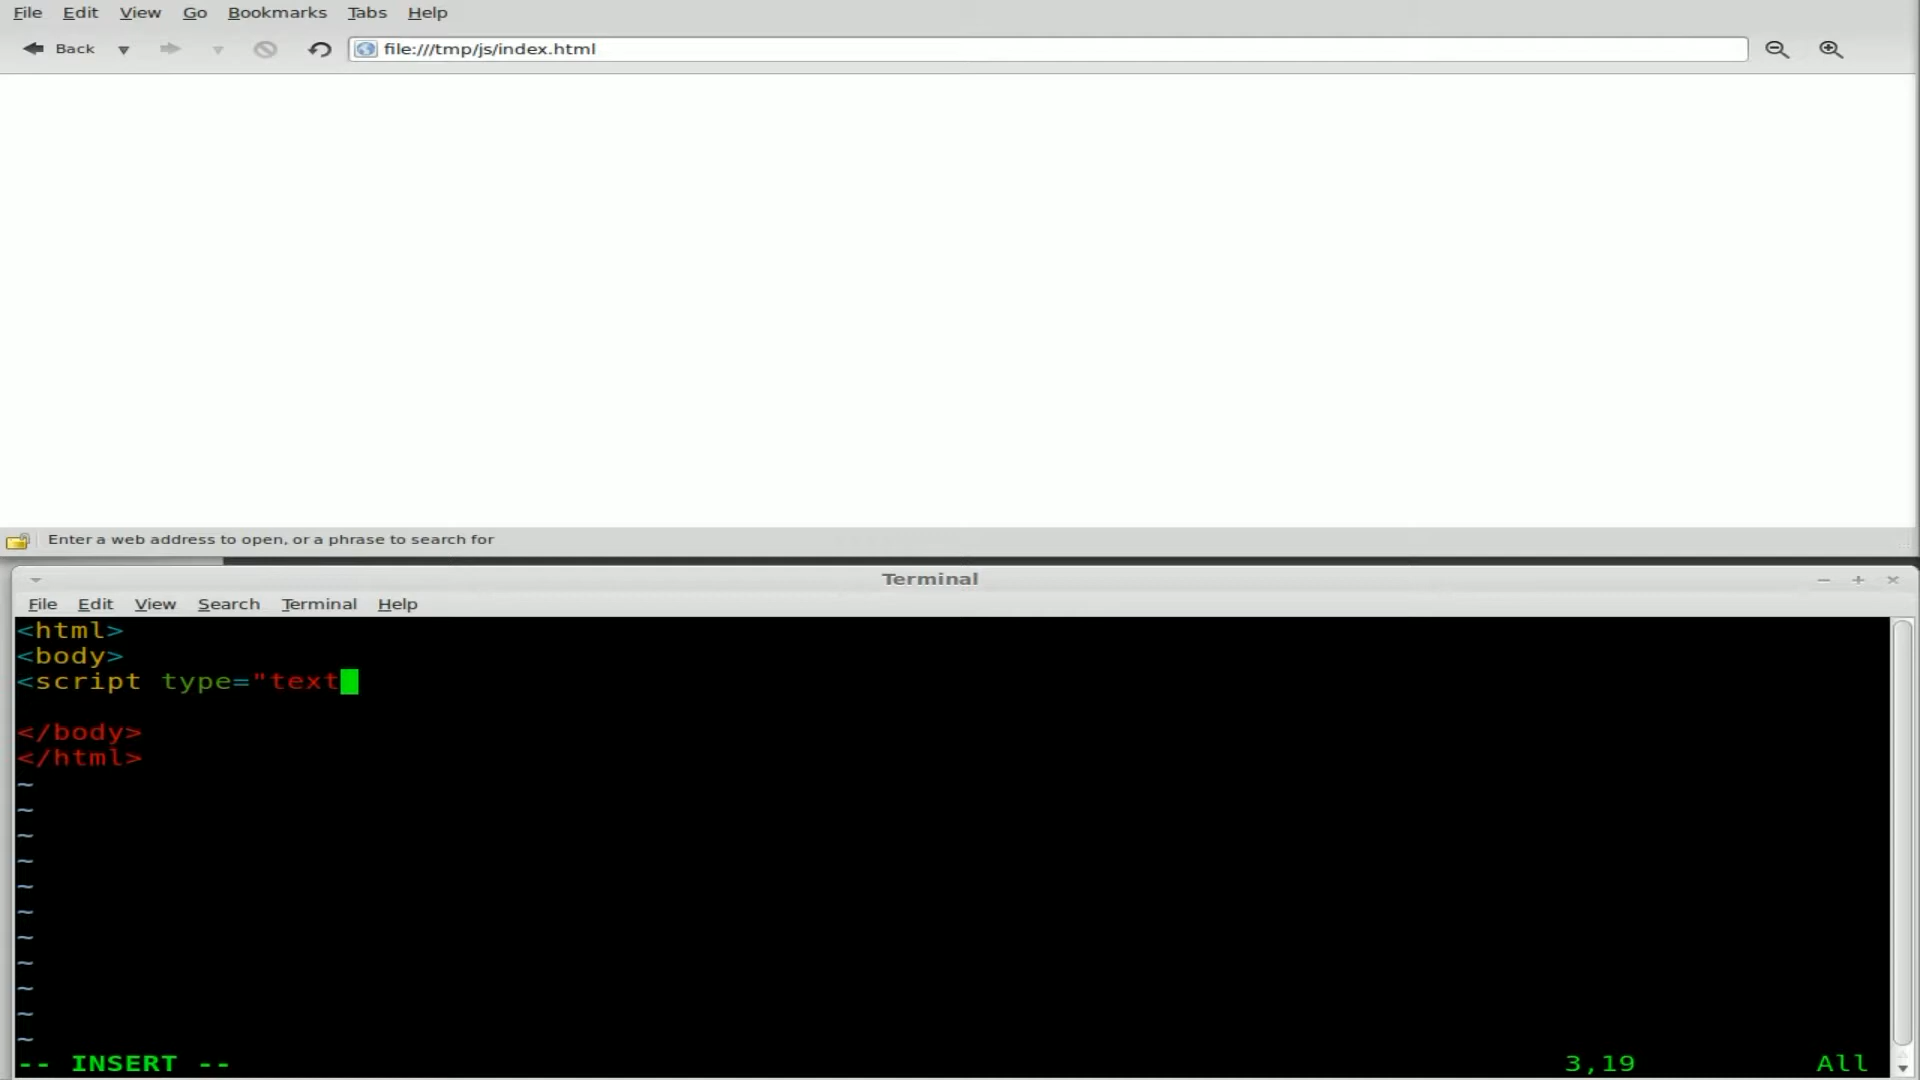 File Edit View Go Bookmarks Tabs Help
Back file:///tmp/js/index.html
Enter a web address to open, or a phrase to search for
Terminal
File Edit View Search Terminal Help
<html>
<body>
<script type="text

</body>
</html>
~
~
~
~
~
~
~
~
~
~
~
-- INSERT -- 3,19 All